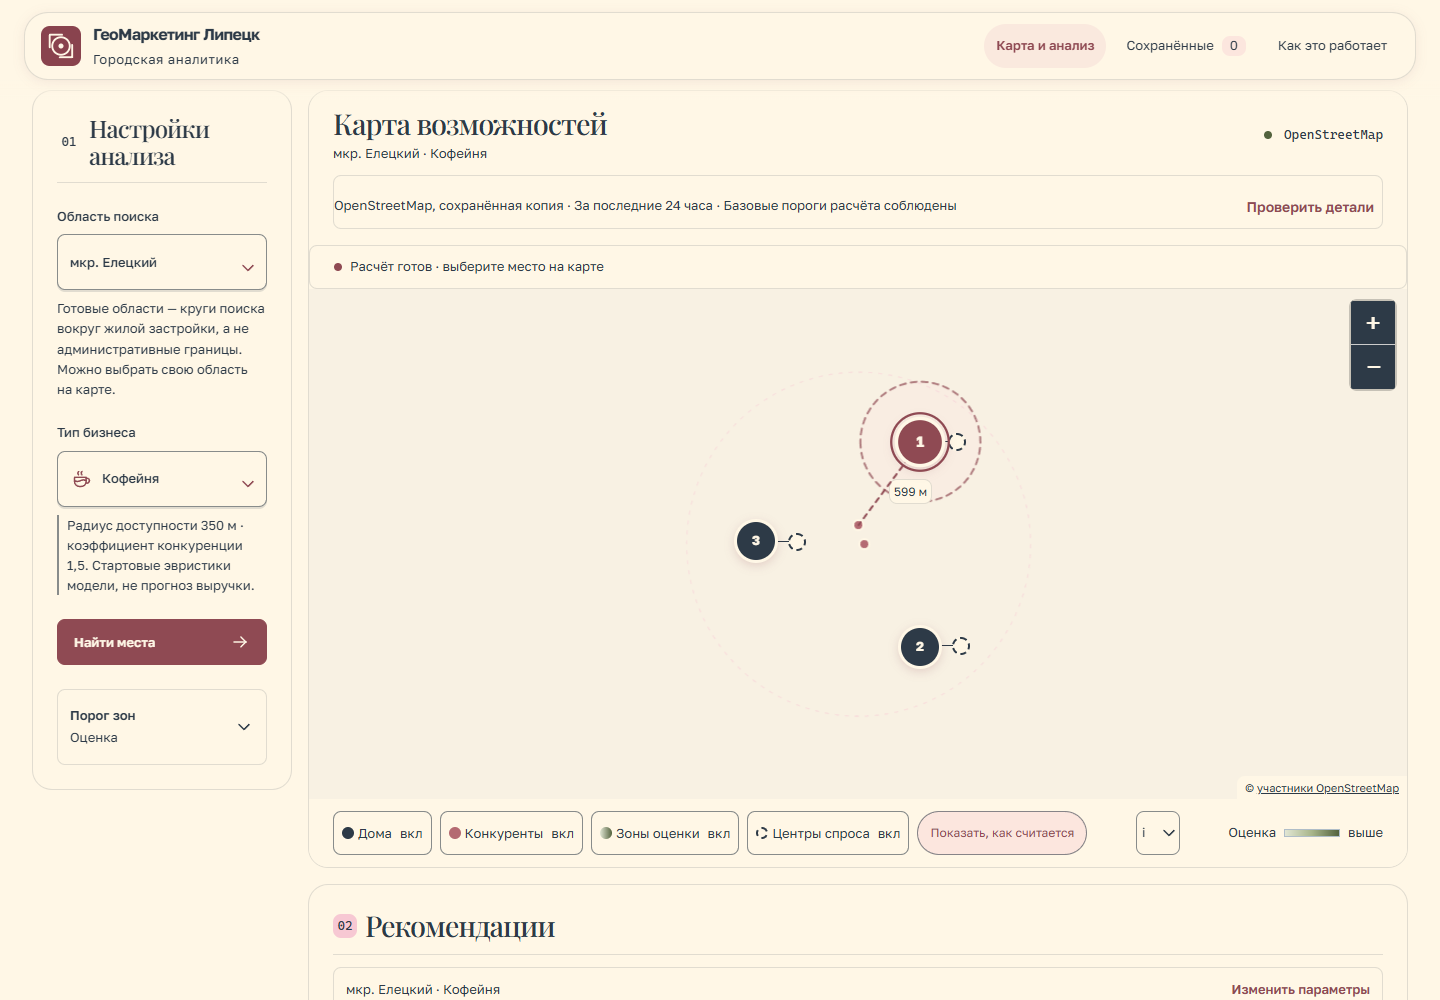 ГеоМаркетинг Липецк
Городская аналитика
Карта и анализ
Сохранённые 0
Как это работает
01
Настройки
анализа
Область поиска
мкр. Елецкий
Готовые области — круги поиска
вокруг жилой застройки, а не
административные границы.
Можно выбрать свою область
на карте.
Тип бизнеса
Кофейня
Радиус доступности 350 м ·
коэффициент конкуренции
1,5. Стартовые эвристики
модели, не прогноз выручки.
Найти места
Порог зон
Оценка
Карта возможностей
мкр. Елецкий · Кофейня
OpenStreetMap
OpenStreetMap, сохранённая копия · За последние 24 часа · Базовые пороги расчёта соблюдены
Проверить детали
Расчёт готов · выберите место на карте
+
−
1
599 м
3
2
© участники OpenStreetMap
Дома вкл
Конкуренты вкл
Зоны оценки вкл
Центры спроса вкл
Показать, как считается
i
Оценка
выше
02
Рекомендации
мкр. Елецкий · Кофейня
Изменить параметры